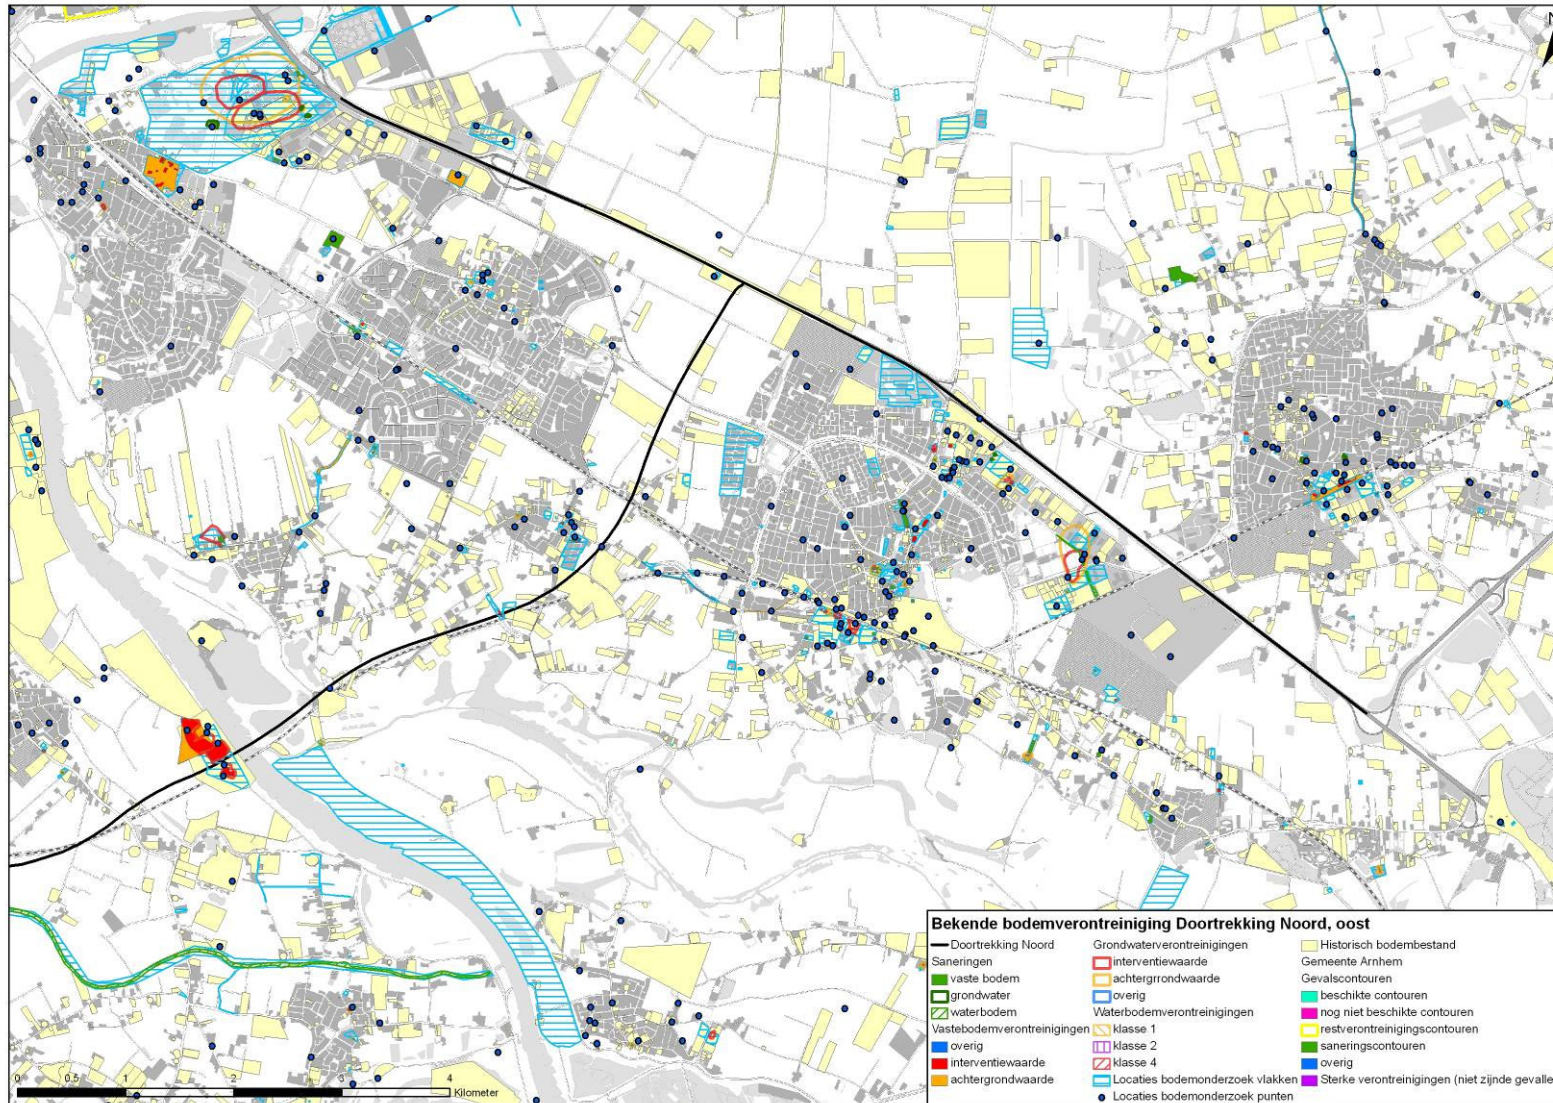 N
Bekende bodemverontreiniging Doortrekking Noord, oost
Doortrekking Noord
Saneringen
vaste bodem
grondwater
waterbodem
Vastebodemverontreinigingen
overig
interventiewaarde
achtergrondwaarde
Grondwaterverontreinigingen
interventiewaarde
achtergrrondwaarde
overig
Waterbodemverontreinigingen
klasse 1
klasse 2
klasse 4
Locaties bodemonderzoek vlakken
Locaties bodemonderzoek punten
Historisch bodembestand
Gemeente Arnhem
Gevalscontouren
beschikte contouren
nog niet beschikte contouren
restverontreinigingscontouren
saneringscontouren
overig
Sterke verontreinigingen (niet zijnde gevalle
0 0,5 1 2 3 4
Kilometer